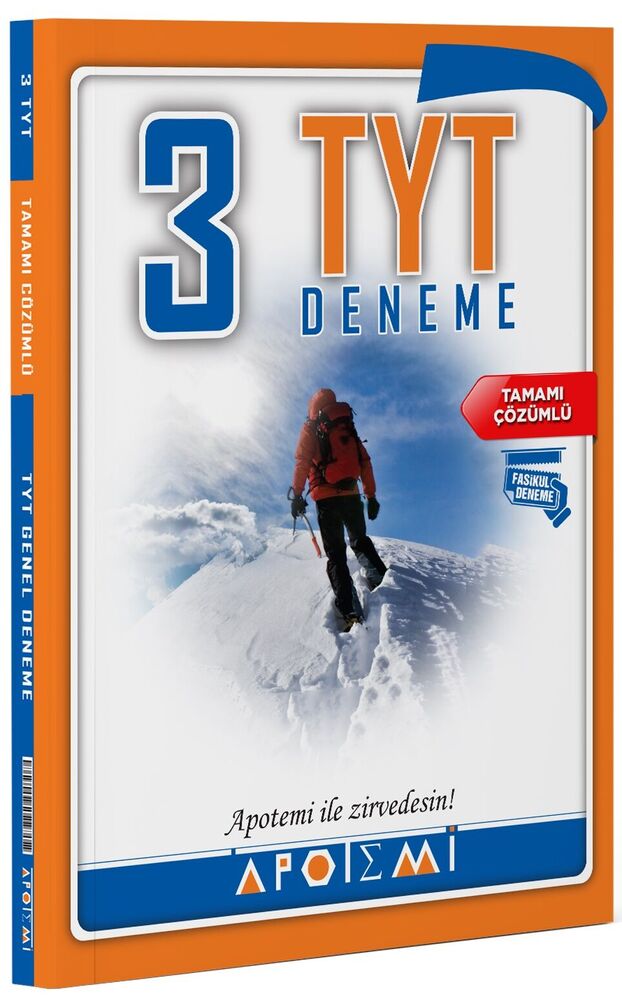 3 TYT
DENEME
TAMAMI
ÇÖZÜMLÜ
FASİKÜL
DENEME
Apotemi ile zirvedesin!
APOTEMİ
3 TYT
TAMAMI ÇÖZÜMLÜ
TYT GENEL DENEME
APOTEMİ